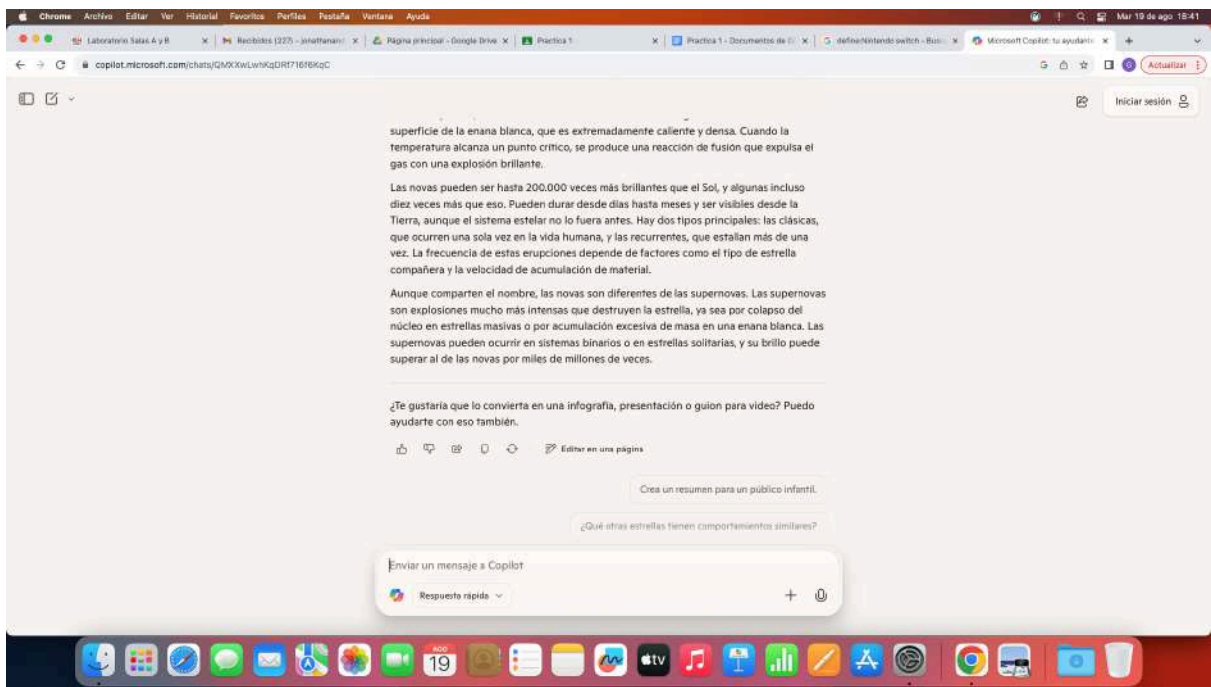 Chrome Archivo Editar Ver Historial Favoritos Perfiles Pestaña Ventana Ayuda Mar 19 de ago 18:41
Laboratorio Salas A y B Recibidos (227) - Página principal - Google Drive Practica 1 Practica 1 - Documentos de define:Nintendo switch - Microsoft Copilot: tu ayudante
copilot.microsoft.com/chats/ Actualizar
Iniciar sesión
superficie de la enana blanca, que es extremadamente caliente y densa. Cuando la
temperatura alcanza un punto crítico, se produce una reacción de fusión que expulsa el
gas con una explosión brillante.
Las novas pueden ser hasta 200.000 veces más brillantes que el Sol, y algunas incluso
diez veces más que eso. Pueden durar desde días hasta meses y ser visibles desde la
Tierra, aunque el sistema estelar no lo fuera antes. Hay dos tipos principales: las clásicas,
que ocurren una sola vez en la vida humana, y las recurrentes, que estallan más de una
vez. La frecuencia de estas erupciones depende de factores como el tipo de estrella
compañera y la velocidad de acumulación de material.
Aunque comparten el nombre, las novas son diferentes de las supernovas. Las supernovas
son explosiones mucho más intensas que destruyen la estrella, ya sea por colapso del
núcleo en estrellas masivas o por acumulación excesiva de masa en una enana blanca. Las
supernovas pueden ocurrir en sistemas binarios o en estrellas solitarias, y su brillo puede
superar al de las novas por miles de millones de veces.
¿Te gustaría que lo convierta en una infografía, presentación o guion para video? Puedo
ayudarte con eso también.
Editar en una página
Crea un resumen para un público infantil.
¿Qué otras estrellas tienen comportamientos similares?
Enviar un mensaje a Copilot
Respuesta rápida
AGO
19
tv